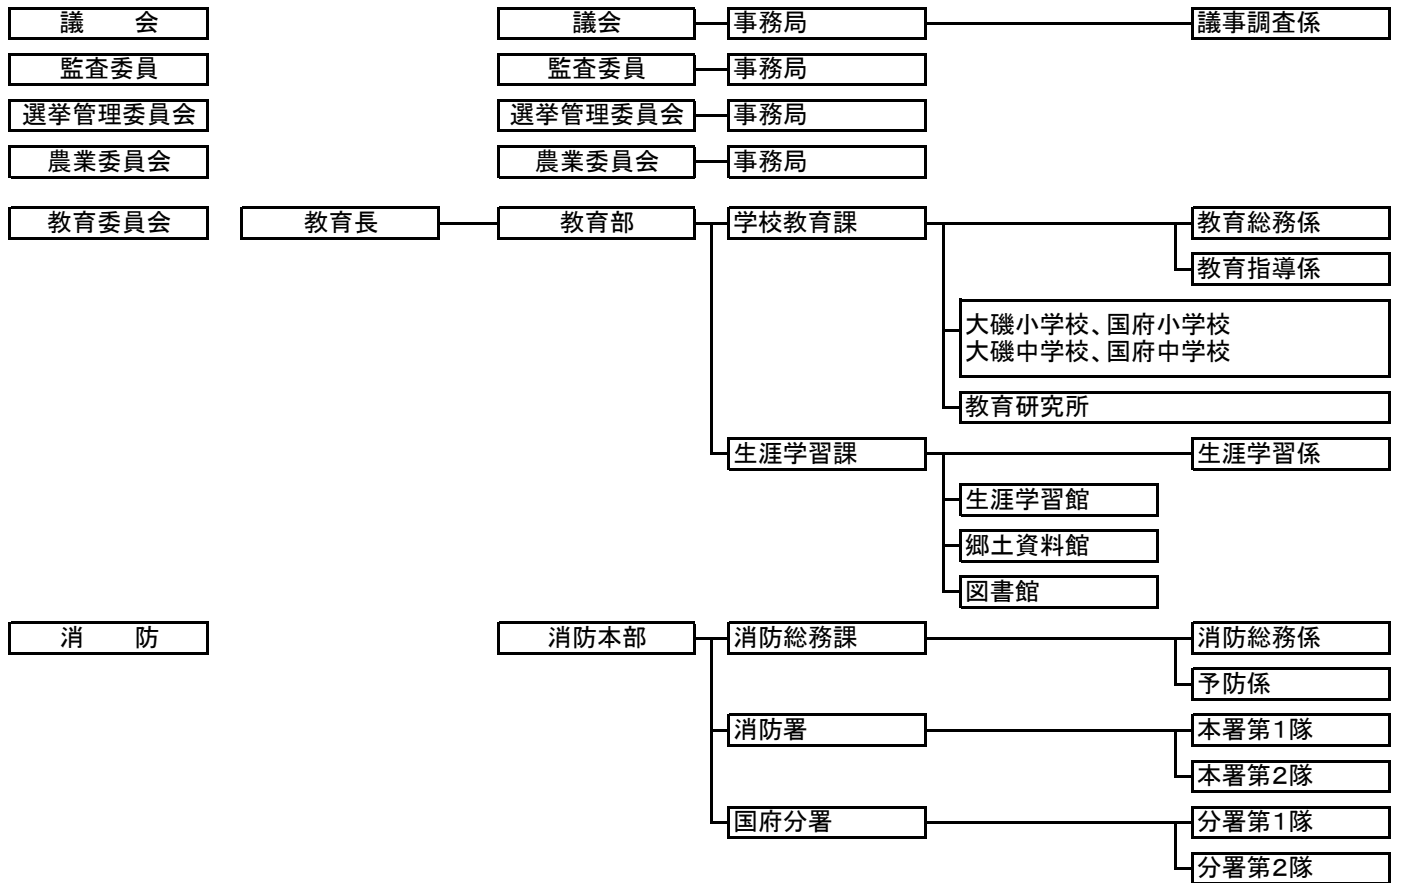 議　　会
議会
事務局
議事調査係
監査委員
監査委員
事務局
選挙管理委員会
選挙管理委員会
事務局
農業委員会
農業委員会
事務局
教育委員会
教育長
教育部
学校教育課
教育総務係
教育指導係
大磯小学校、国府小学校
大磯中学校、国府中学校
教育研究所
生涯学習課
生涯学習係
生涯学習館
郷土資料館
図書館
消　　防
消防本部
消防総務課
消防総務係
予防係
消防署
本署第１隊
本署第２隊
国府分署
分署第１隊
分署第２隊